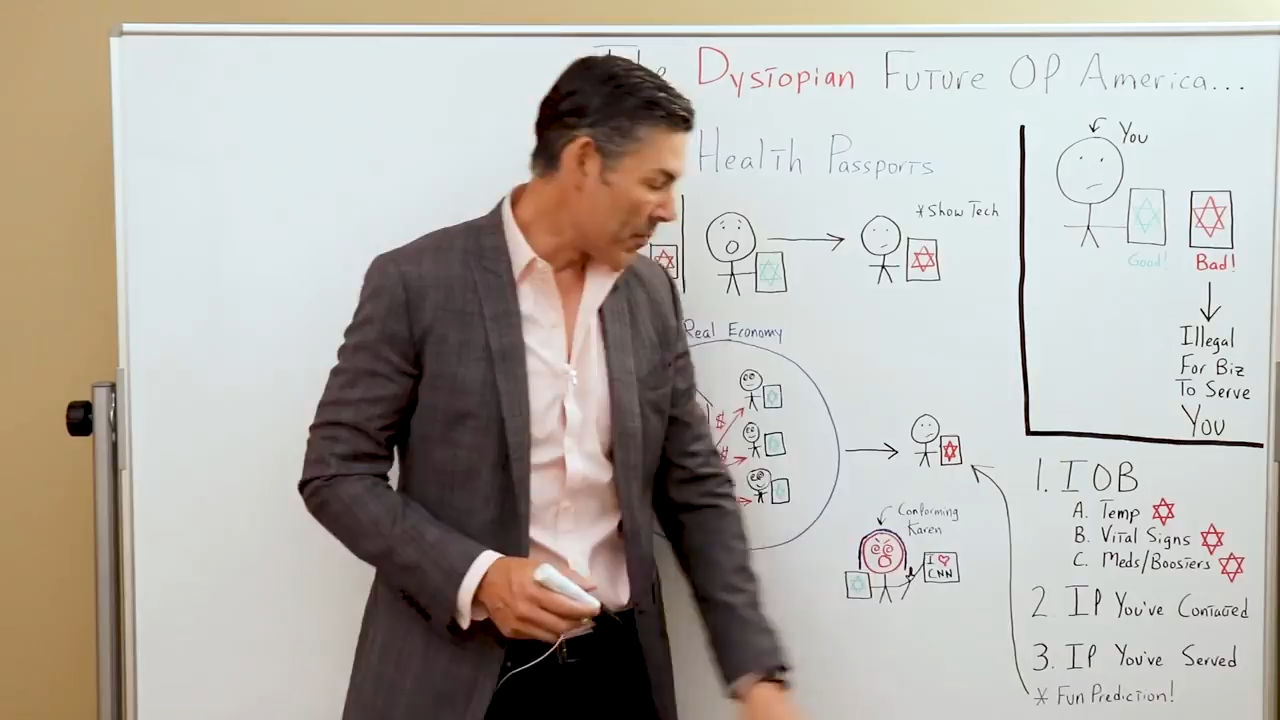 The Dystopian Future Of America...
Health Passports
*Show Tech
You
Good!
Bad!
Illegal
For Biz
To Serve
You
Real Economy
$
$
Conforming
Karen
I ♥
CNN
1. IOB
A. Temp
B. Vital Signs
C. Meds/Boosters
2 If You've Contacted
3. If You've Served
* Fun Prediction!